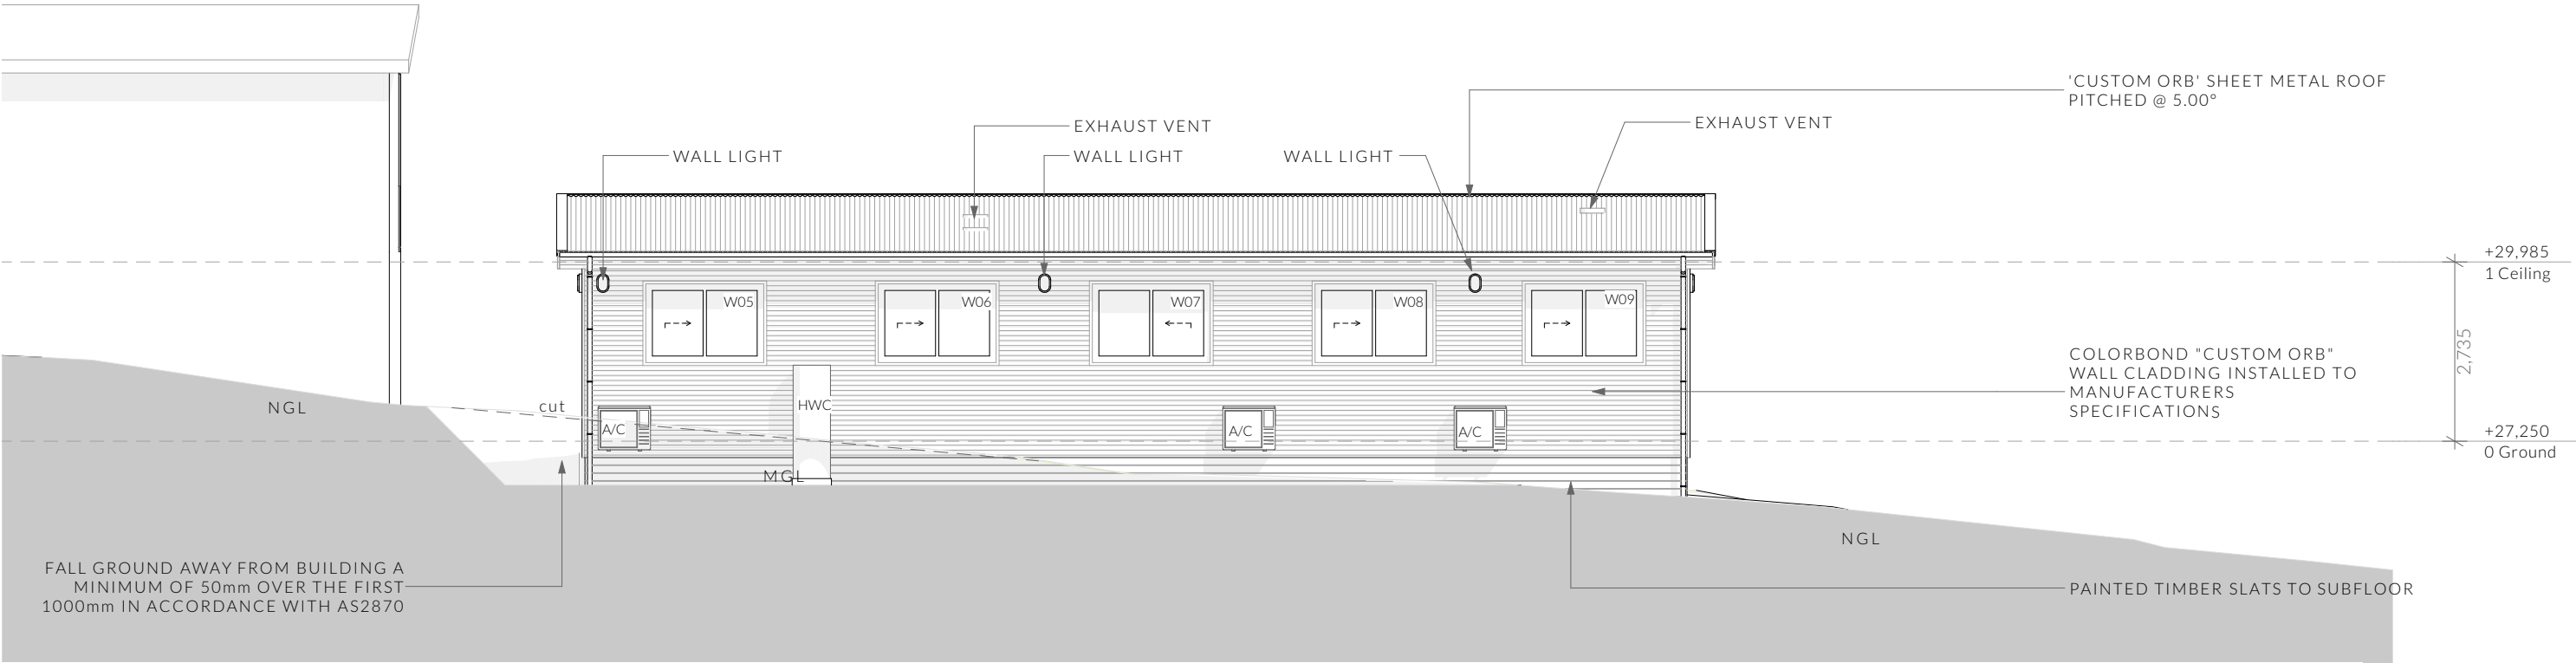 'CUSTOM ORB' SHEET METAL ROOF
PITCHED @ 5.00°
EXHAUST VENT
EXHAUST VENT
WALL LIGHT
WALL LIGHT
WALL LIGHT
+29,985
1 Ceiling
W05
W06
W07
W08
W09
2,735
COLORBOND "CUSTOM ORB"
WALL CLADDING INSTALLED TO
MANUFACTURERS
SPECIFICATIONS
NGL
cut
HWC
A/C
A/C
A/C
+27,250
0 Ground
MGL
NGL
FALL GROUND AWAY FROM BUILDING A
MINIMUM OF 50mm OVER THE FIRST
1000mm IN ACCORDANCE WITH AS2870
PAINTED TIMBER SLATS TO SUBFLOOR